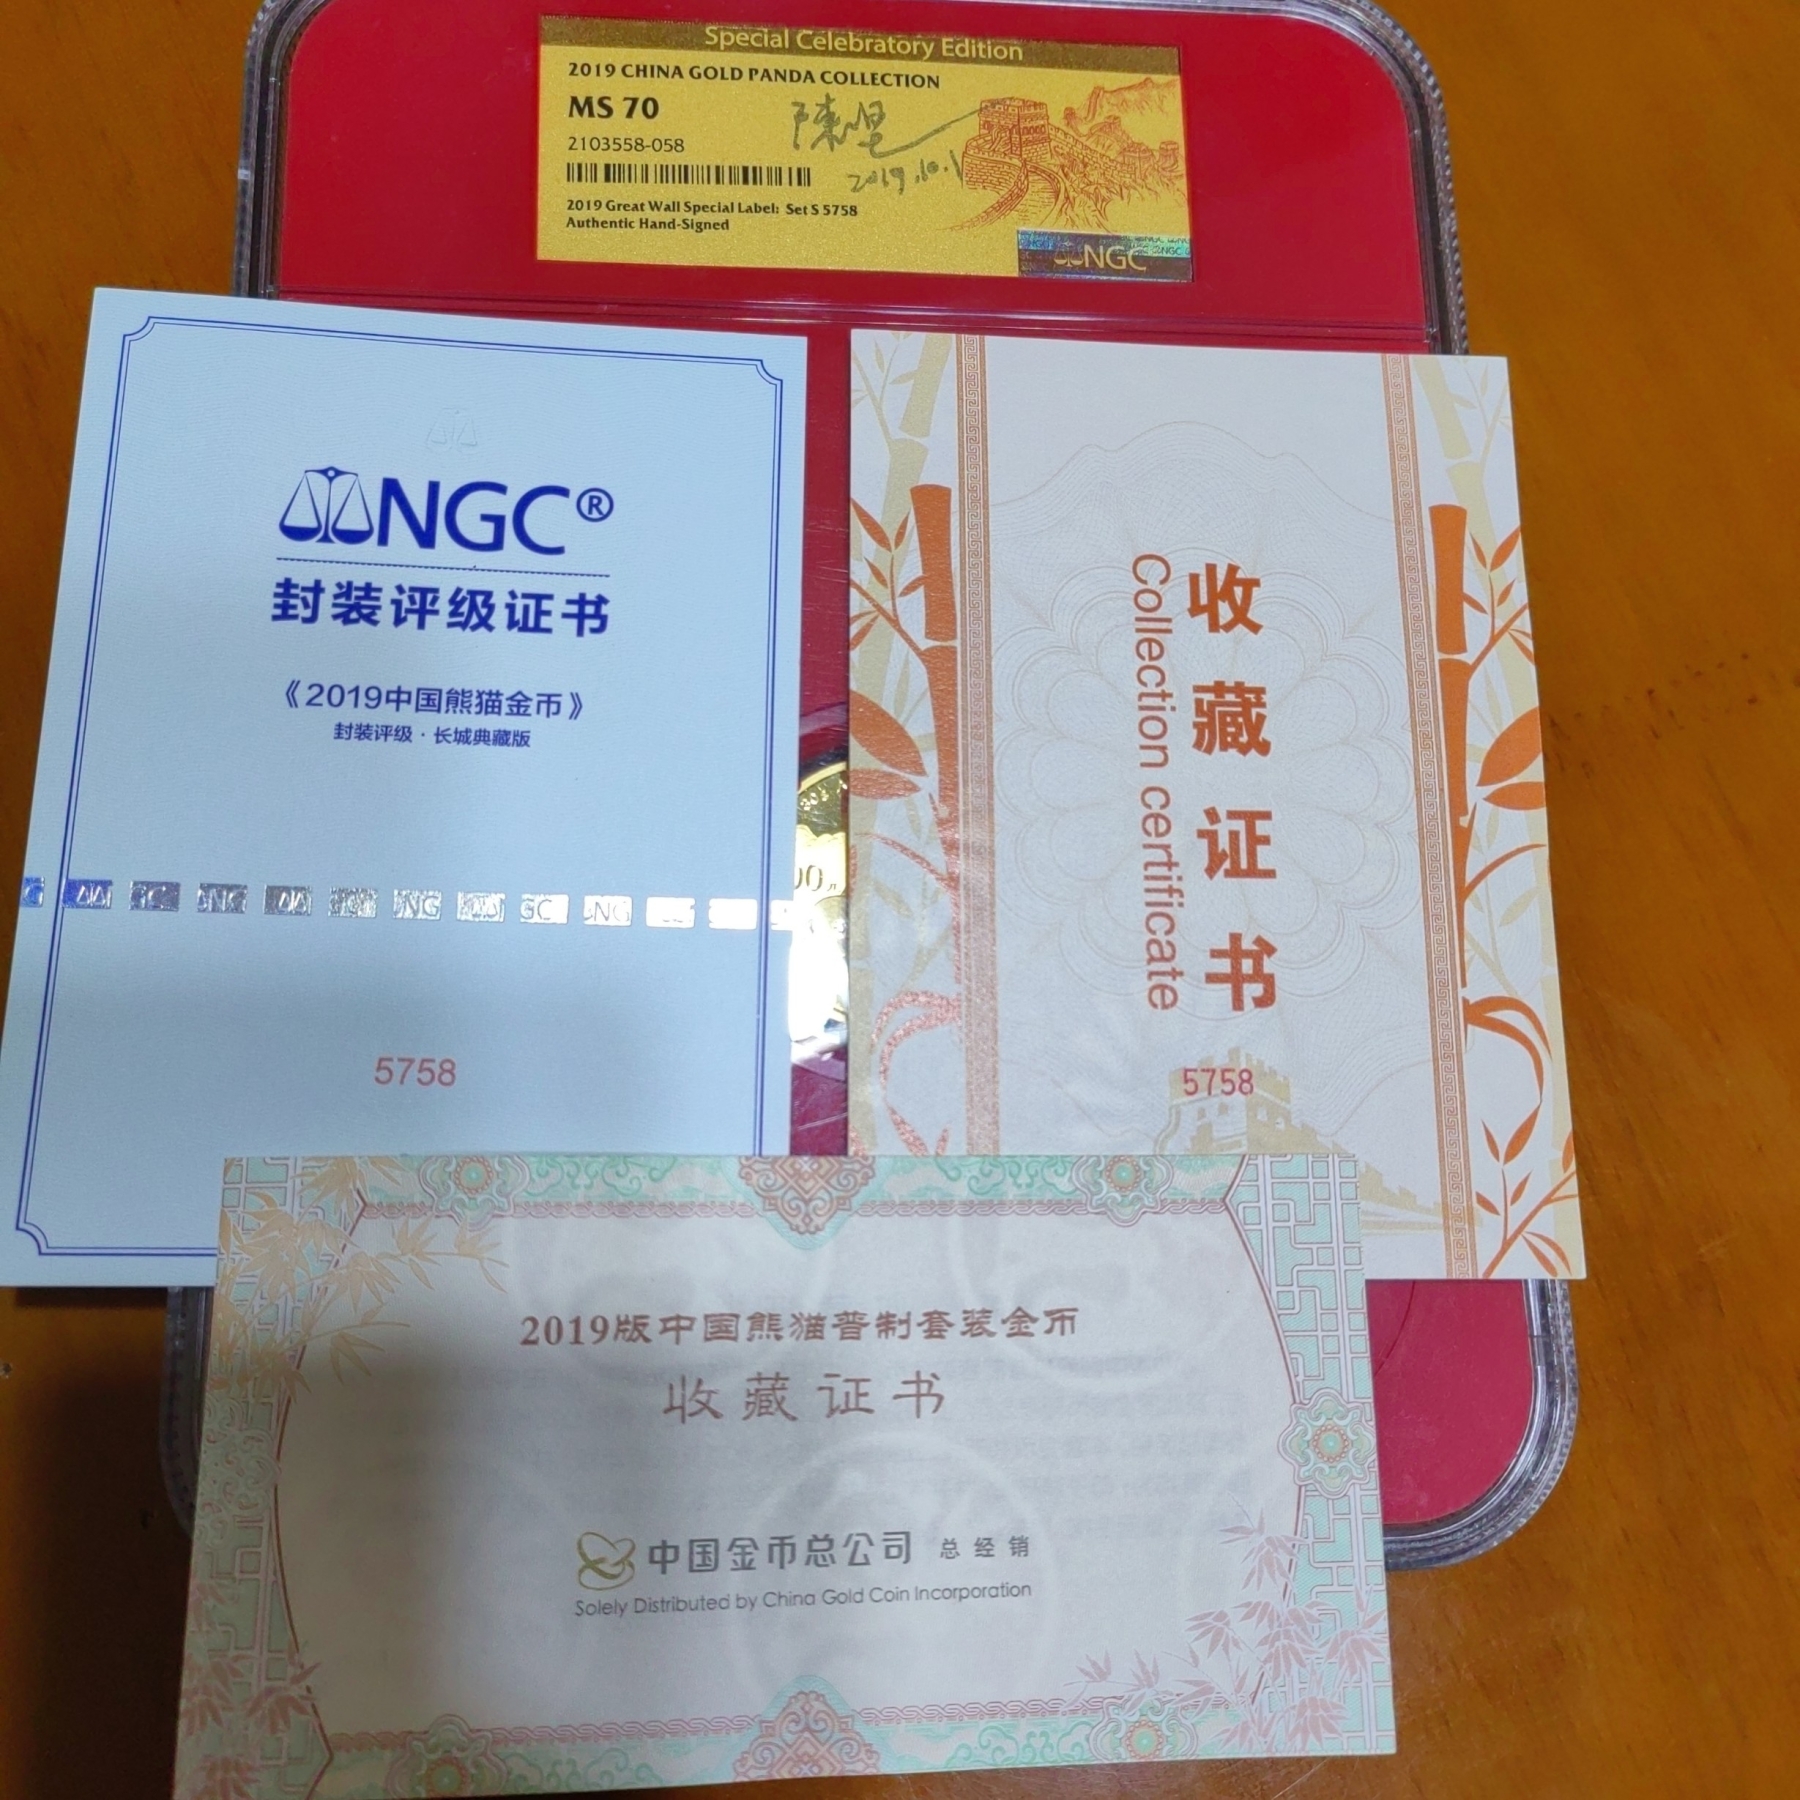 Special Celebratory Edition
2019 CHINA GOLD PANDA COLLECTION
MS 70
2103558-058
陳堅
2019.10.1
2019 Great Wall Special Label: Set S 5758
Authentic Hand-Signed
NGC
NGC®
封装评级证书
《2019中国熊猫金币》
封装评级·长城典藏版
5758
收藏证书
Collection certificate
5758
2019版中国熊猫普制套装金币
收藏证书
中国金币总公司 总经销
Solely Distributed by China Gold Coin Incorporation